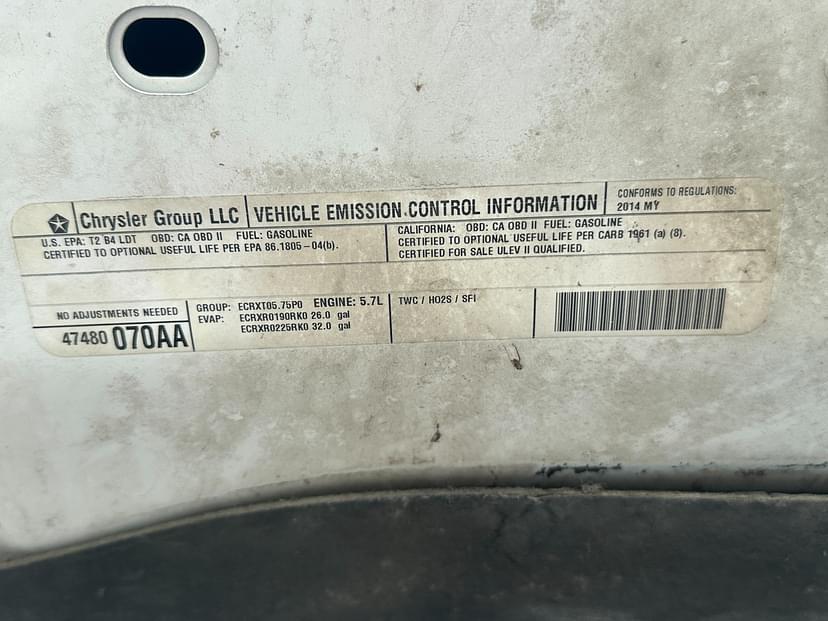 Chrysler Group LLC
VEHICLE EMISSION CONTROL INFORMATION
CONFORMS TO REGULATIONS:
2014 MY
U.S. EPA: T2 B4 LDT OBD: CA OBD II FUEL: GASOLINE
CERTIFIED TO OPTIONAL USEFUL LIFE PER EPA 86.1805-04(b).
CALIFORNIA: OBD: CA OBD II FUEL: GASOLINE
CERTIFIED TO OPTIONAL USEFUL LIFE PER CARB 1961 (a) (8).
CERTIFIED FOR SALE ULEV II QUALIFIED.
NO ADJUSTMENTS NEEDED
47480 070AA
GROUP: ECRXT05.75P0 ENGINE: 5.7L
EVAP: ECRXR0190RK0 26.0 gal
ECRXR0225RK0 32.0 gal
TWC / HO2S / SFI